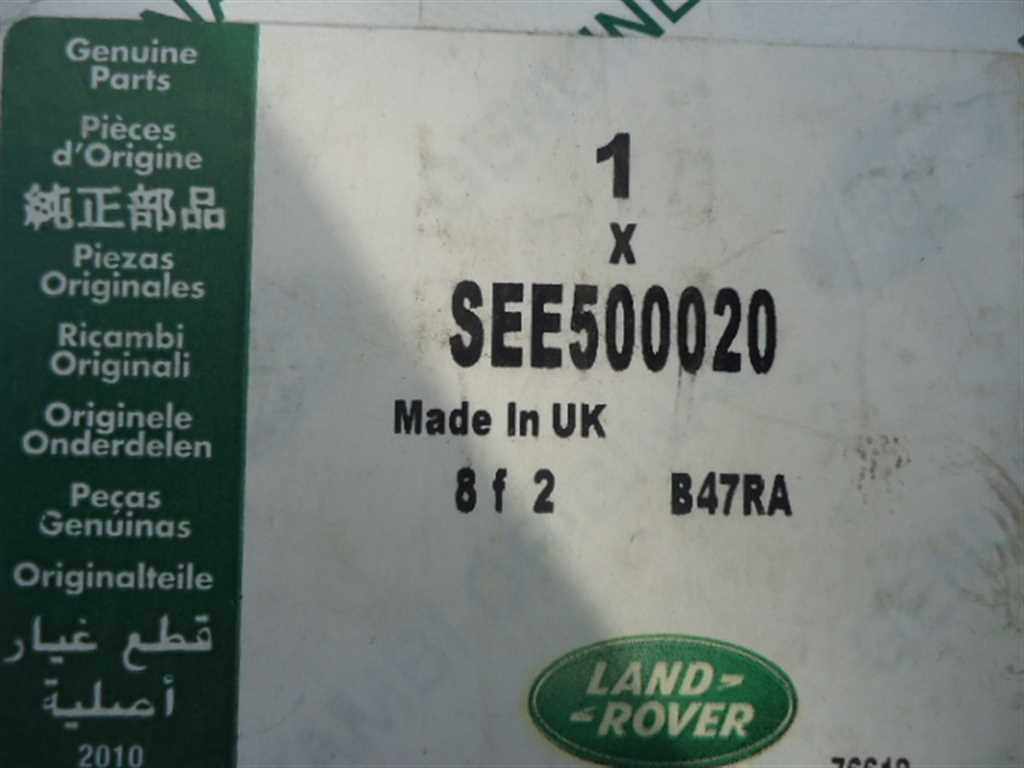 Genuine
Parts
Pièces
d'Origine
純正部品
Piezas
Originales
Ricambi
Originali
Originele
Onderdelen
Peças
Genuinas
Originalteile
قطع غيار
أصلية
2010
1
x
SEE500020
Made In UK
8 f 2 B47RA
LAND-
-ROVER